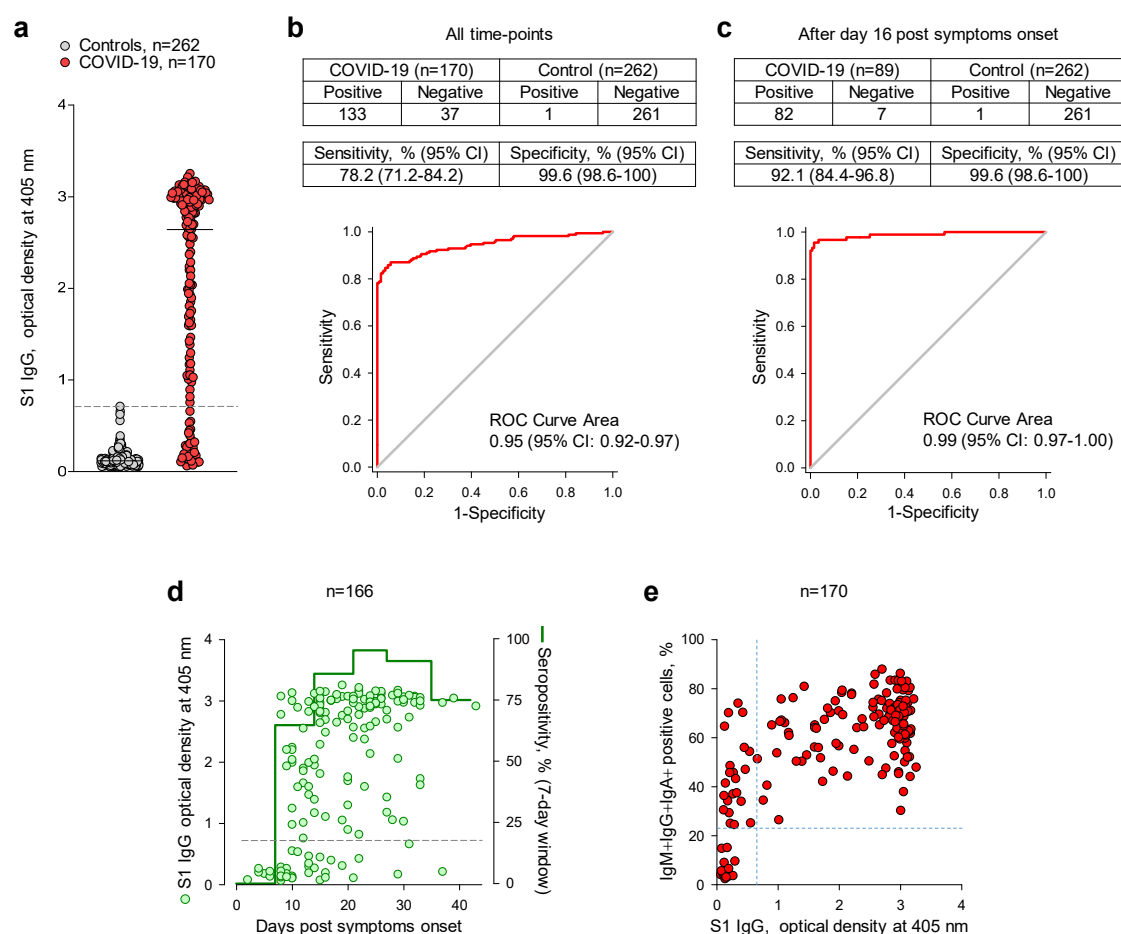 a
Controls, n=262
COVID-19, n=170
S1 IgG, optical density at 405 nm
4
3
2
1
0
b
All time-points
COVID-19 (n=170) Control (n=262)
Positive Negative Positive Negative
133 37 1 261
Sensitivity, % (95% CI) Specificity, % (95% CI)
78.2 (71.2-84.2) 99.6 (98.6-100)
Sensitivity
1.0
0.8
0.6
0.4
0.2
0.0
ROC Curve Area
0.95 (95% CI: 0.92-0.97)
0.0 0.2 0.4 0.6 0.8 1.0
1-Specificity
c
After day 16 post symptoms onset
COVID-19 (n=89) Control (n=262)
Positive Negative Positive Negative
82 7 1 261
Sensitivity, % (95% CI) Specificity, % (95% CI)
92.1 (84.4-96.8) 99.6 (98.6-100)
Sensitivity
1.0
0.8
0.6
0.4
0.2
0.0
ROC Curve Area
0.99 (95% CI: 0.97-1.00)
0.0 0.2 0.4 0.6 0.8 1.0
1-Specificity
d
n=166
S1 IgG optical density at 405 nm
4
3
2
1
0
Seropositivity, % (7-day window)
100
75
50
25
0
0 10 20 30 40
Days post symptoms onset
e
n=170
IgM+IgG+IgA+ positive cells, %
100
80
60
40
20
0
0 1 2 3 4
S1 IgG, optical density at 405 nm